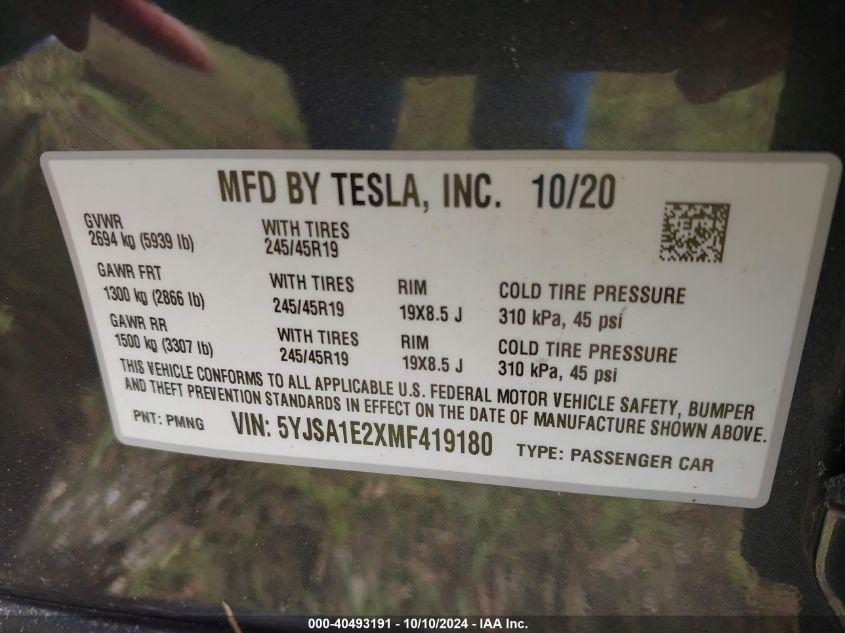 MFD BY TESLA, INC. 10/20
GVWR
2694 kg (5939 lb)
WITH TIRES
245/45R19
GAWR FRT
1300 kg (2866 lb)
WITH TIRES
245/45R19
RIM
19X8.5 J
COLD TIRE PRESSURE
310 kPa, 45 psi
GAWR RR
1500 kg (3307 lb)
WITH TIRES
245/45R19
RIM
19X8.5 J
COLD TIRE PRESSURE
310 kPa, 45 psi
THIS VEHICLE CONFORMS TO ALL APPLICABLE U.S. FEDERAL MOTOR VEHICLE SAFETY, BUMPER
AND THEFT PREVENTION STANDARDS IN EFFECT ON THE DATE OF MANUFACTURE SHOWN ABOVE.
PNT: PMNG VIN: 5YJSA1E2XMF419180 TYPE: PASSENGER CAR
000-40493191 - 10/10/2024 - IAA Inc.